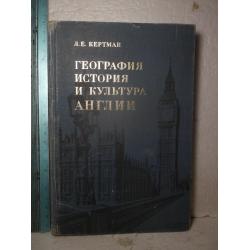 Л.Е. КЕРТМАН
ГЕОГРАФИЯ
ИСТОРИЯ
И КУЛЬТУРА
АНГЛИИ